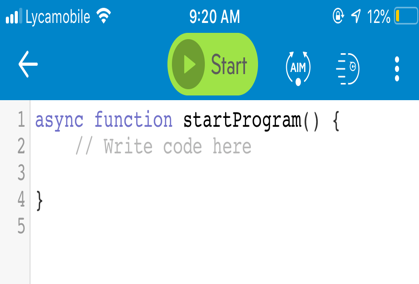 Lycamobile 9:20 AM 12%
Start AIM
1 async function startProgram() {
2 // Write code here
3
4 }
5